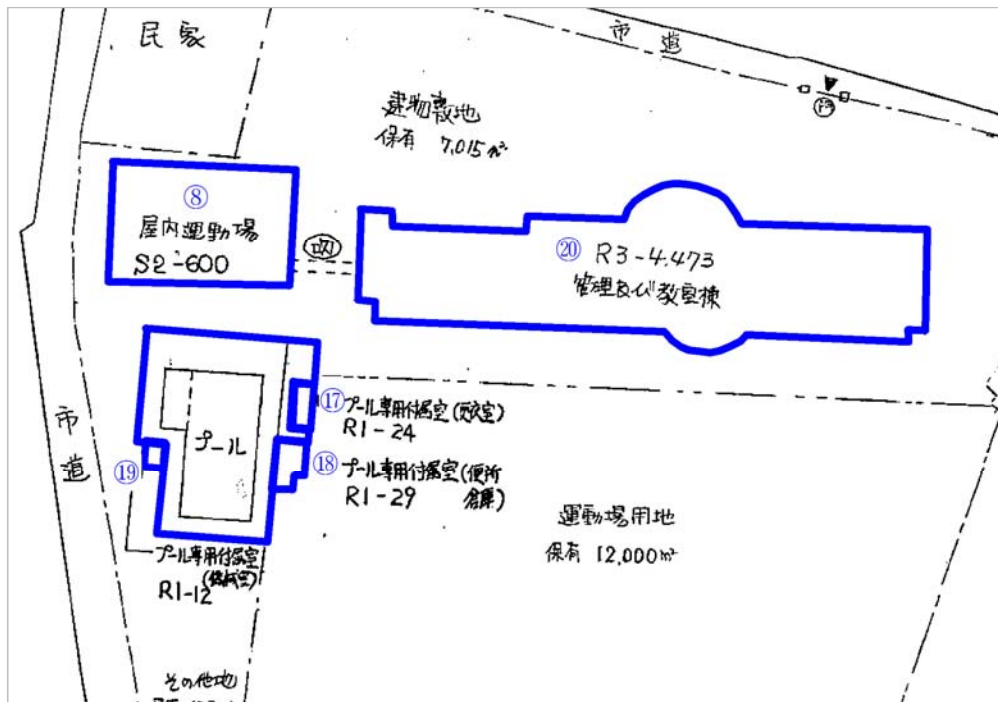 民家
市道
建物敷地
保有 7,015㎡
⑧
屋内運動場
S2-600
⑳ R3-4.473
管理及び教室棟
⑰ プール専用付属室(更衣室)
R1-24
市道
プール
⑲
⑱ プール専用付属室(便所
倉庫)
R1-29
運動場用地
保有 12,000㎡
プール専用付属室
(機械室)
R1-12
その他地